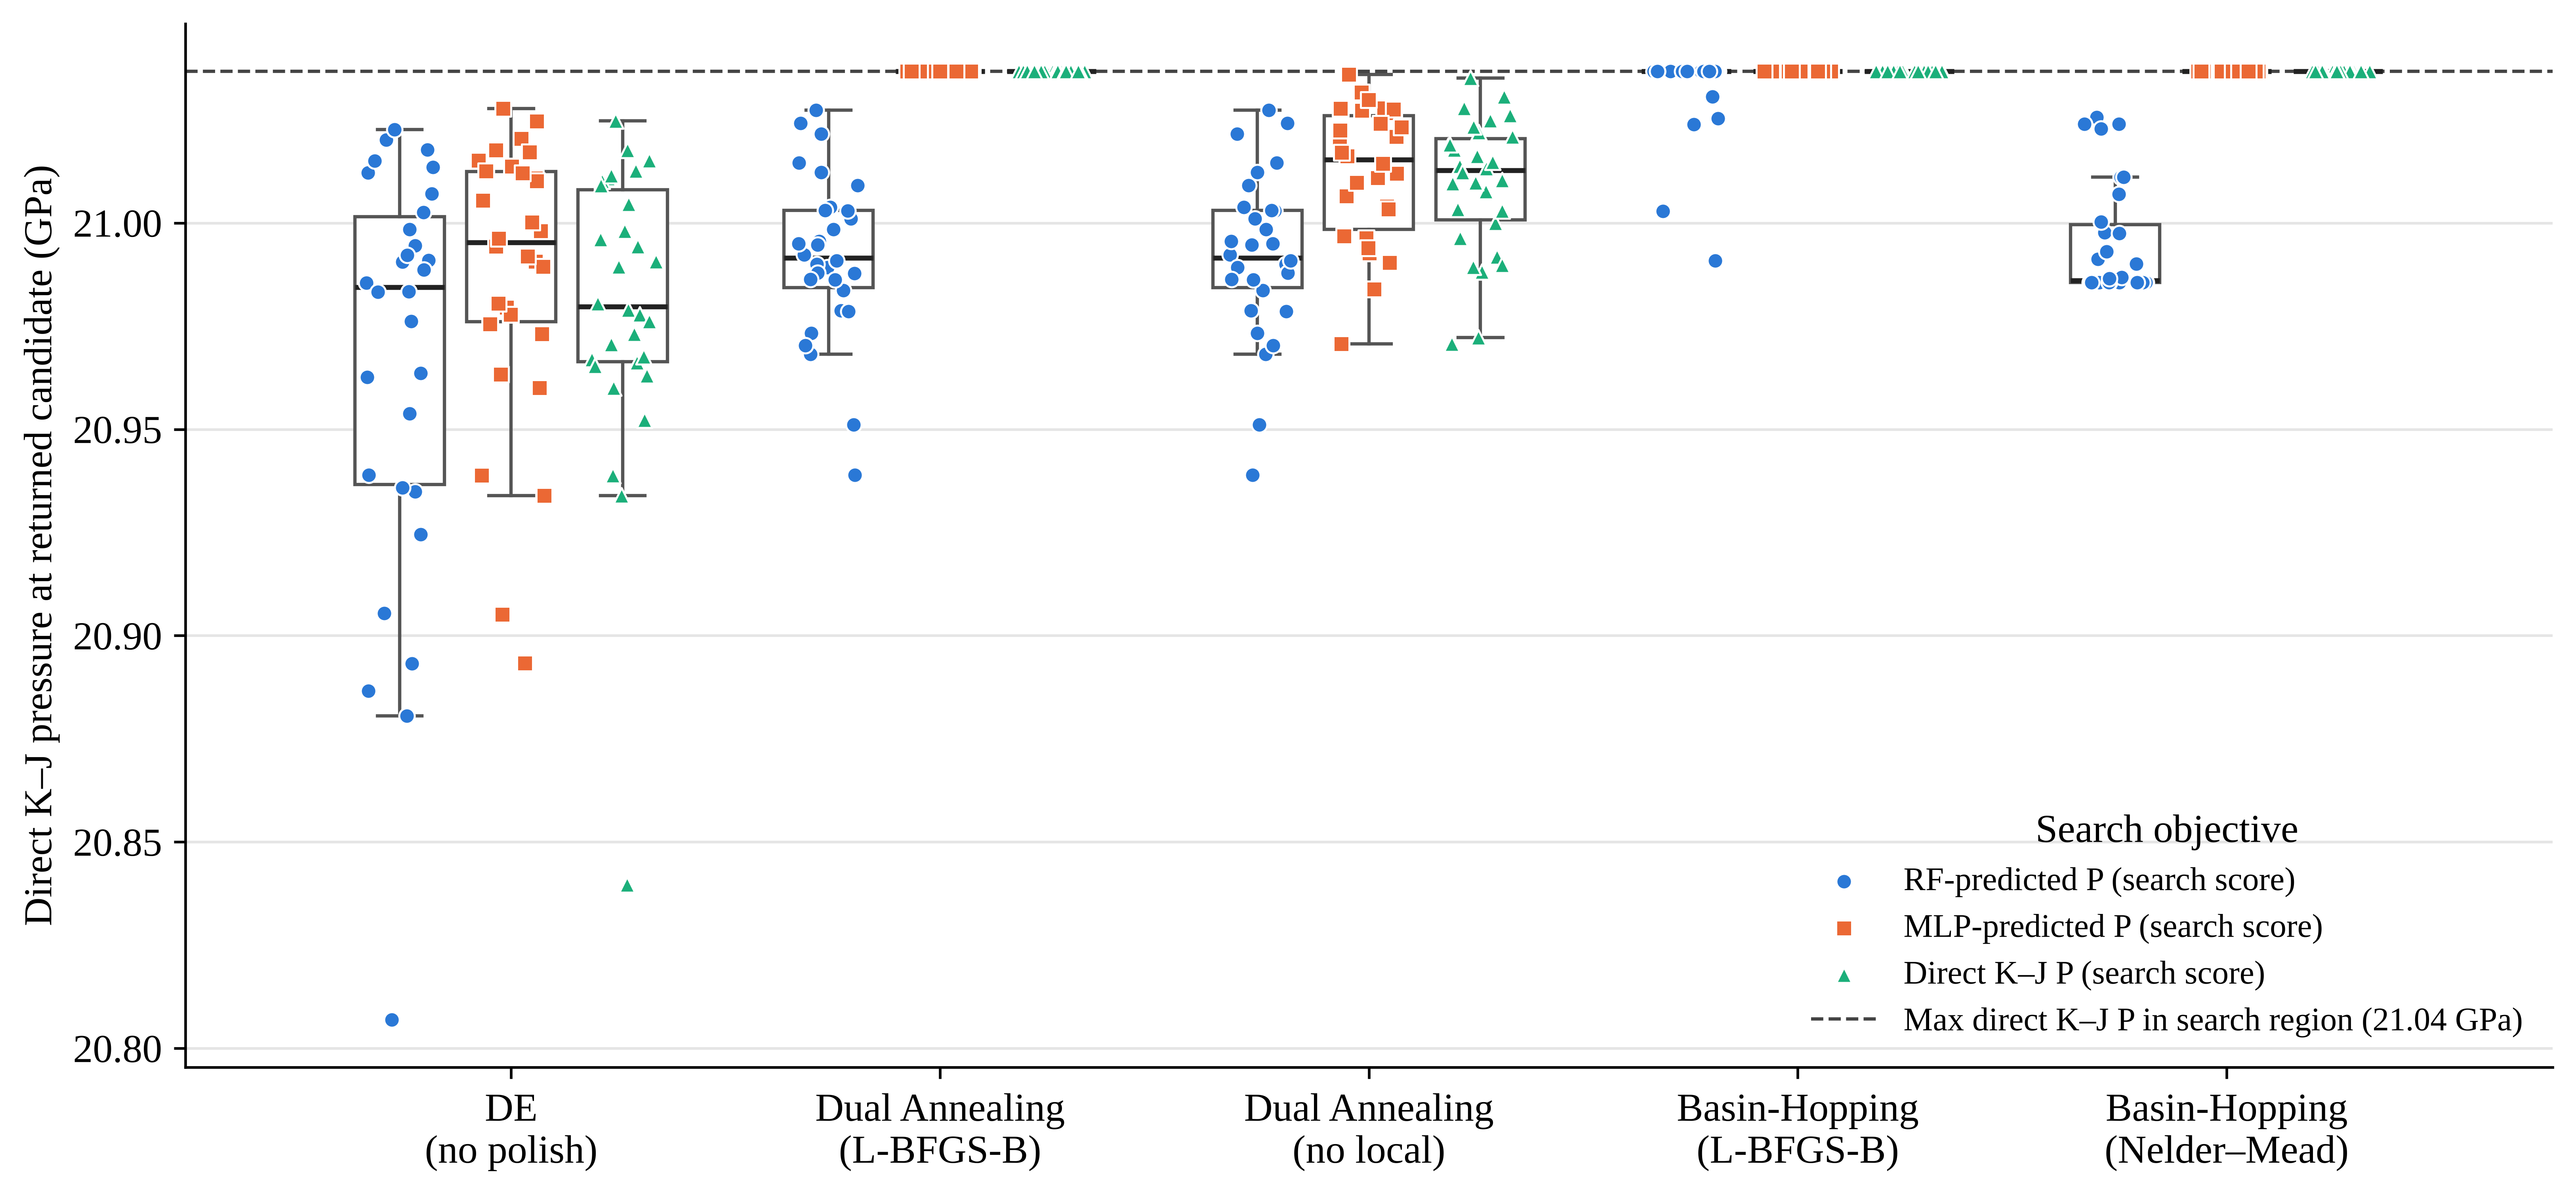 Direct K–J pressure at returned candidate (GPa)
21.00
20.95
20.90
20.85
20.80
Search objective
RF-predicted P (search score)
MLP-predicted P (search score)
Direct K–J P (search score)
Max direct K–J P in search region (21.04 GPa)
DE
(no polish)
Dual Annealing
(L-BFGS-B)
Dual Annealing
(no local)
Basin-Hopping
(L-BFGS-B)
Basin-Hopping
(Nelder–Mead)